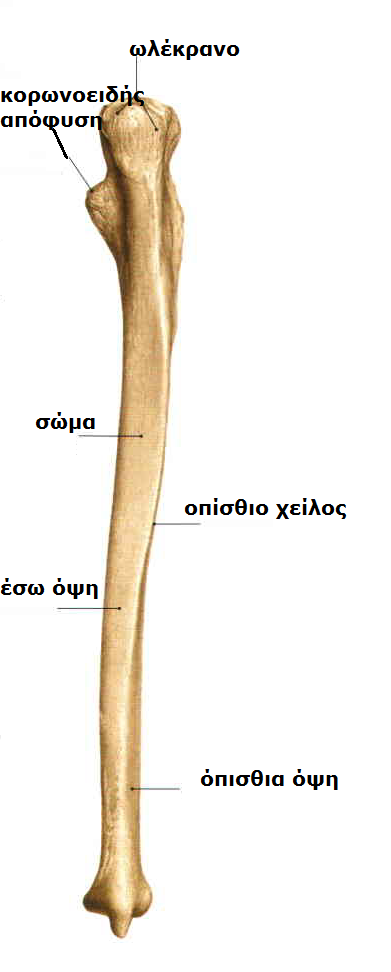 ωλέκρανο
κορωνοειδής
απόφυση
σώμα
οπίσθιο χείλος
έσω όψη
όπισθια όψη